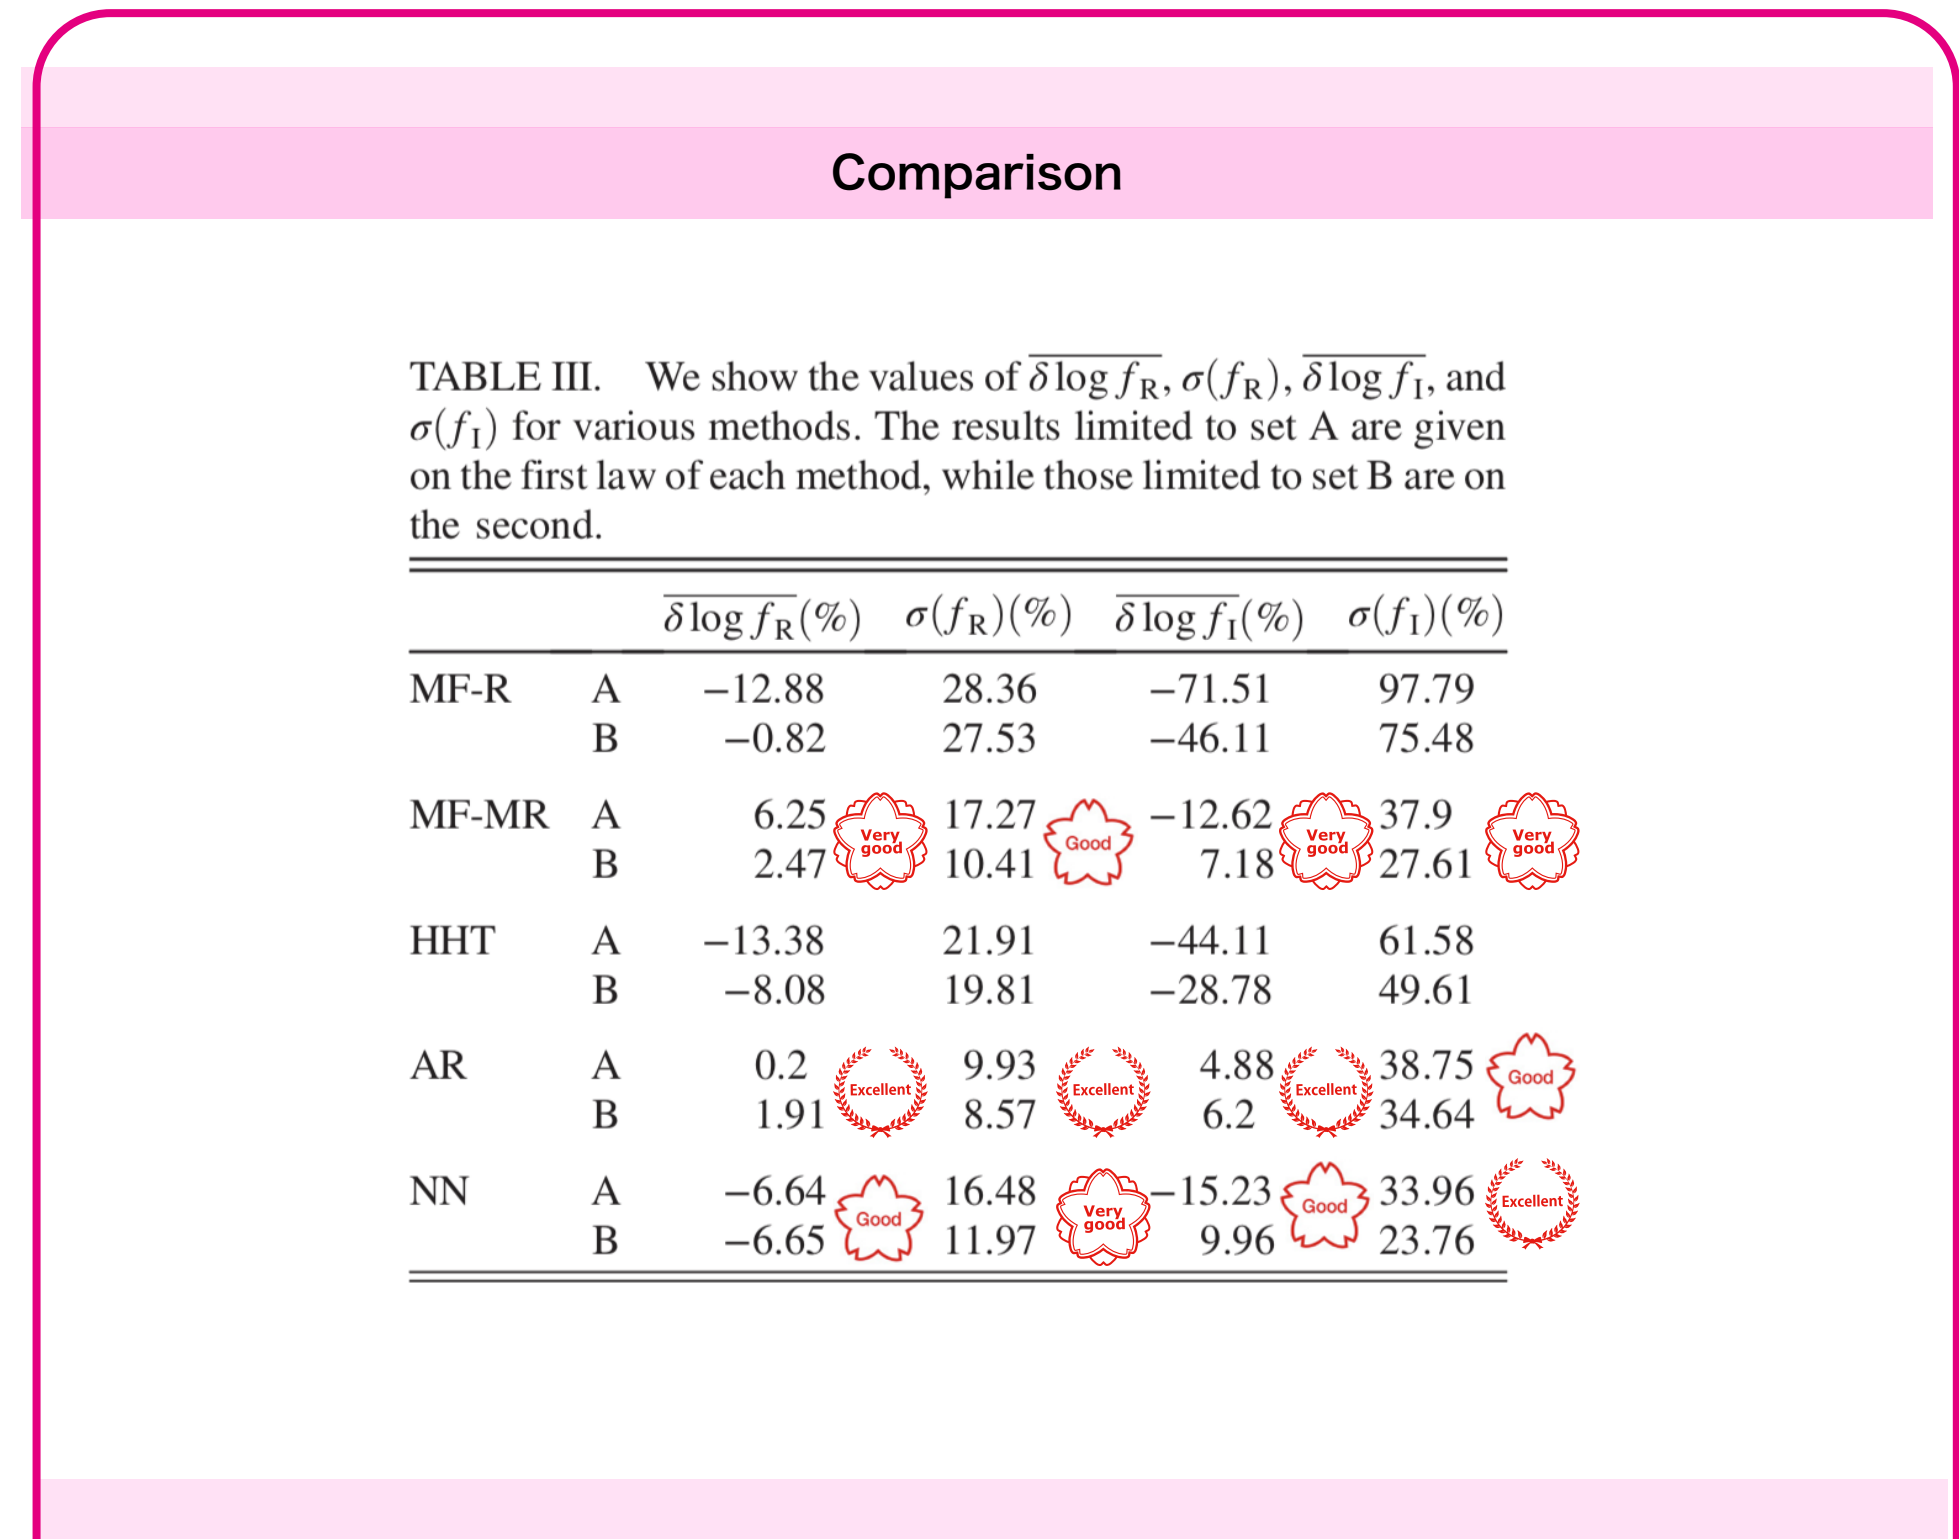 Comparison
TABLE III. We show the values of δ log f_R, σ(f_R), δ log f_I, and
σ(f_I) for various methods. The results limited to set A are given
on the first law of each method, while those limited to set B are on
the second.
δ log f_R(%) σ(f_R)(%) δ log f_I(%) σ(f_I)(%)
MF-R A −12.88 28.36 −71.51 97.79
B −0.82 27.53 −46.11 75.48
MF-MR A 6.25 17.27 −12.62 37.9
Very good Good Very good Very good
B 2.47 10.41 7.18 27.61
HHT A −13.38 21.91 −44.11 61.58
B −8.08 19.81 −28.78 49.61
AR A 0.2 9.93 4.88 38.75
Excellent Excellent Excellent Good
B 1.91 8.57 6.2 34.64
NN A −6.64 16.48 −15.23 33.96
Good Very good Good Excellent
B −6.65 11.97 9.96 23.76